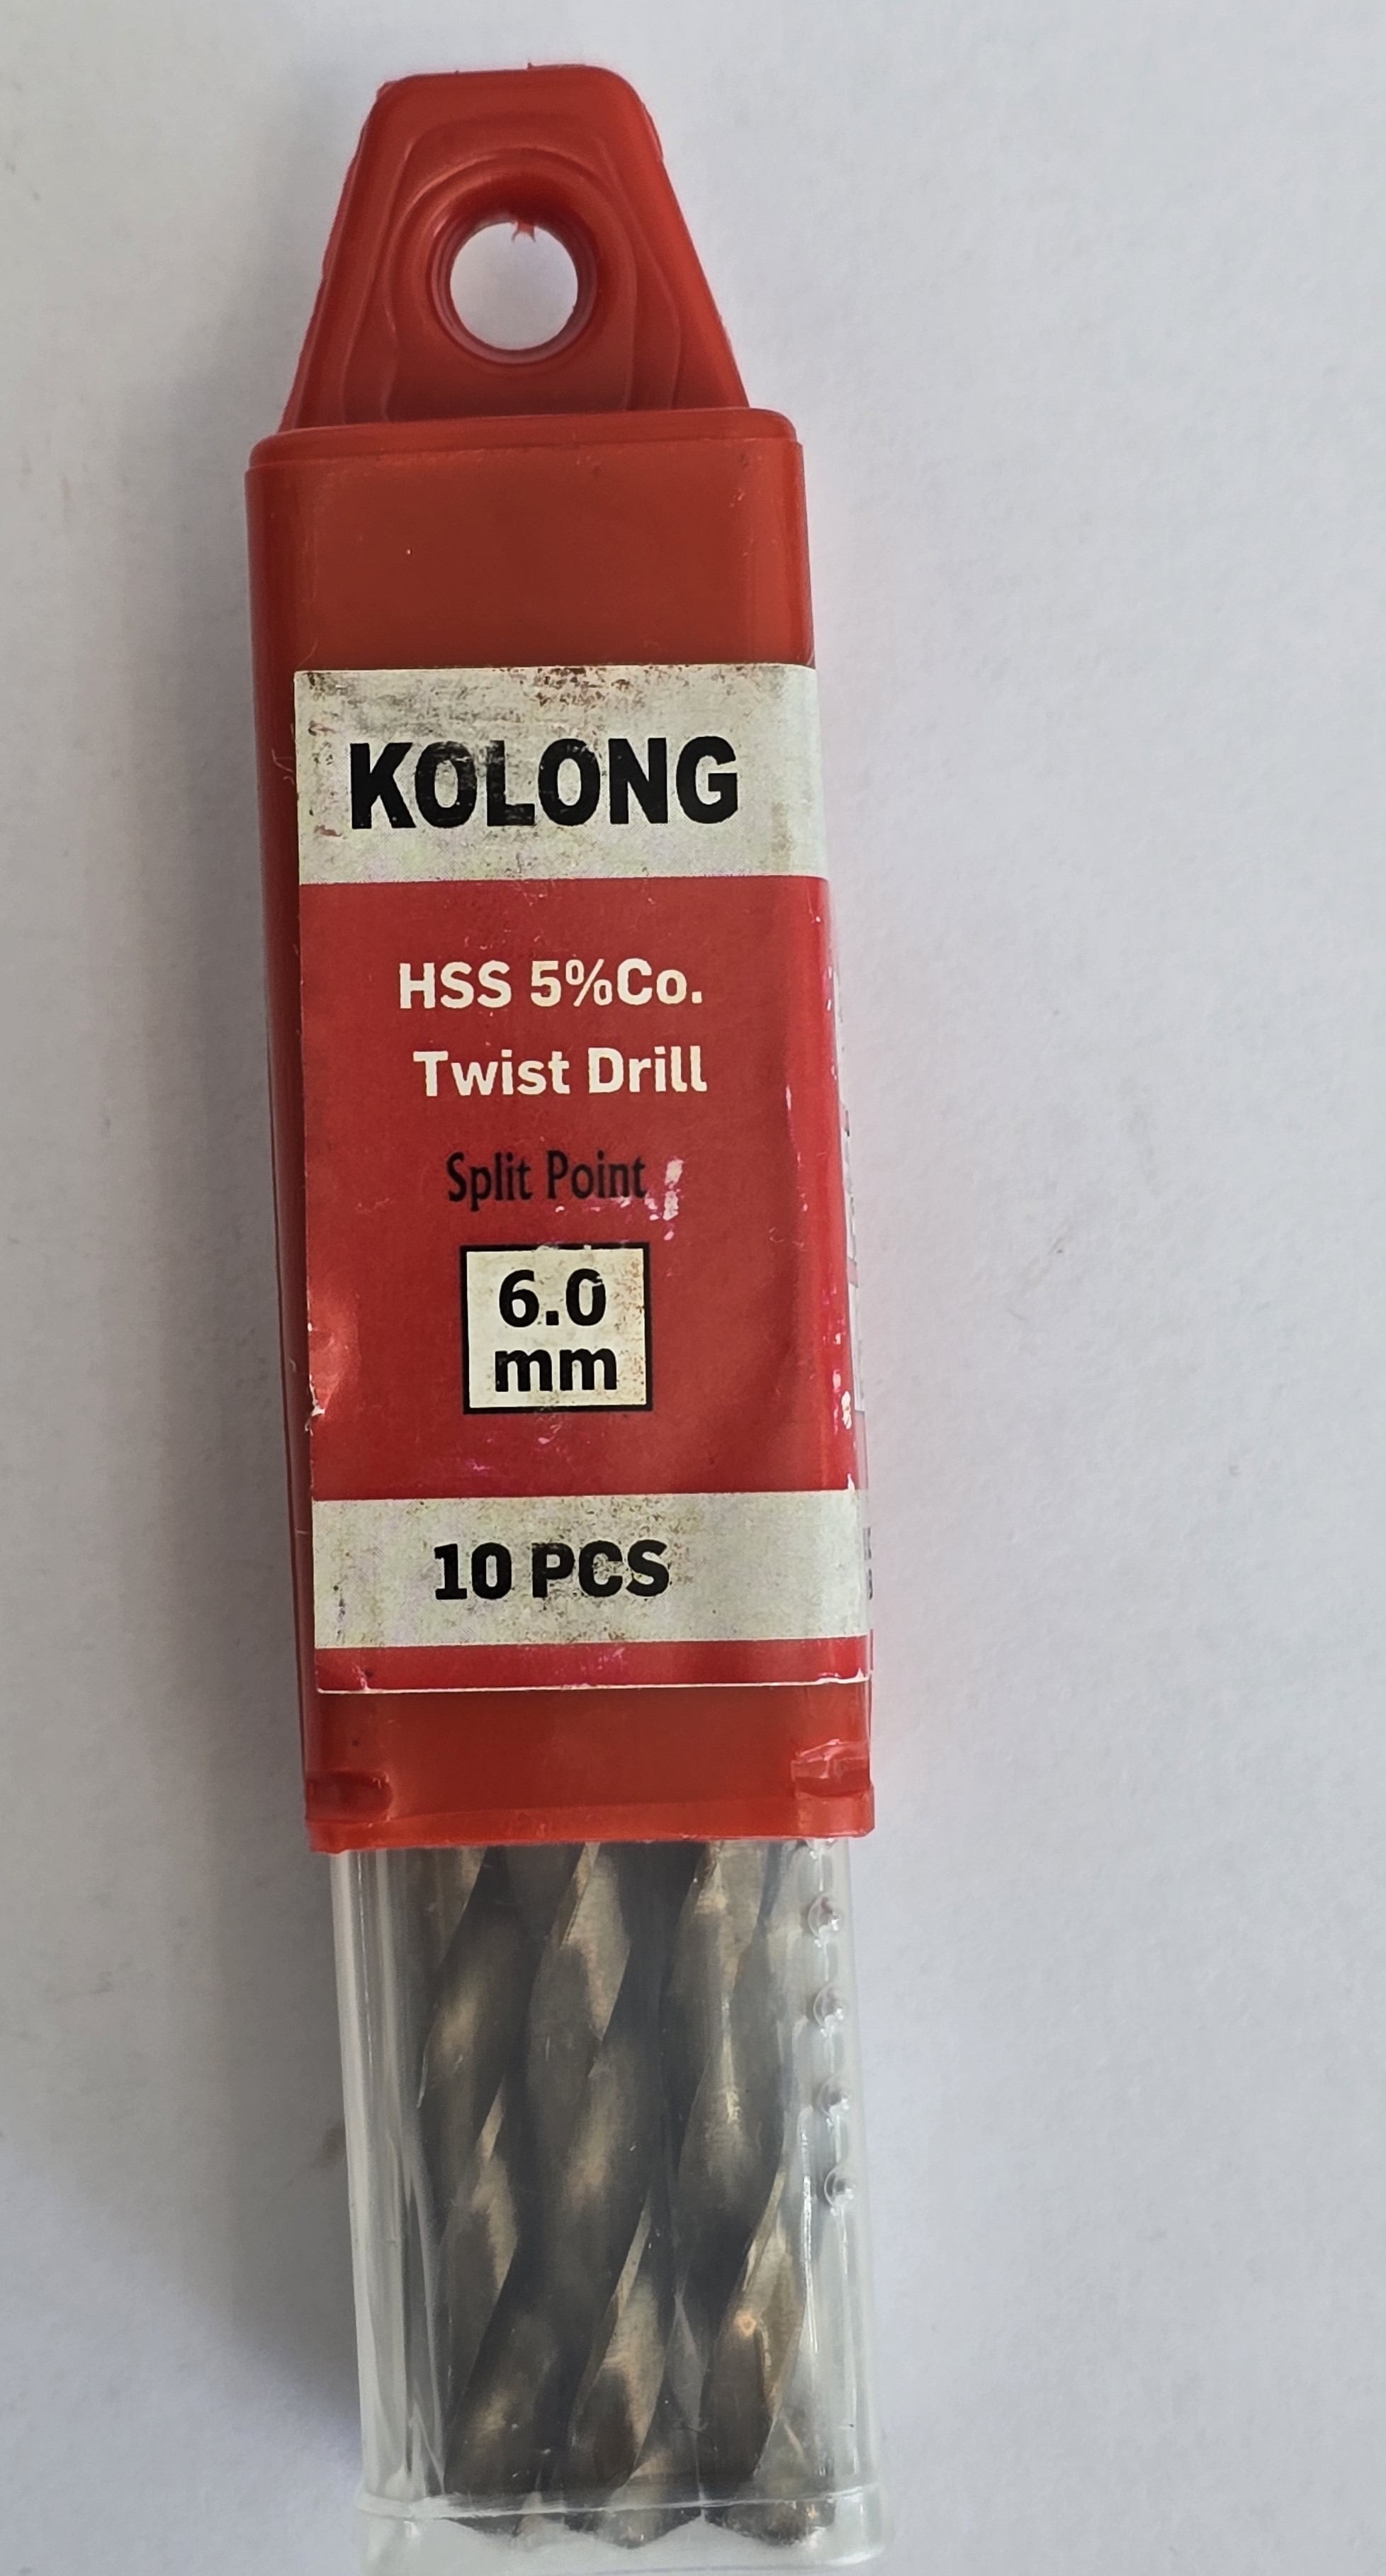 KOLONG
HSS 5%Co.
Twist Drill
Split Point
6.0
mm
10 PCS